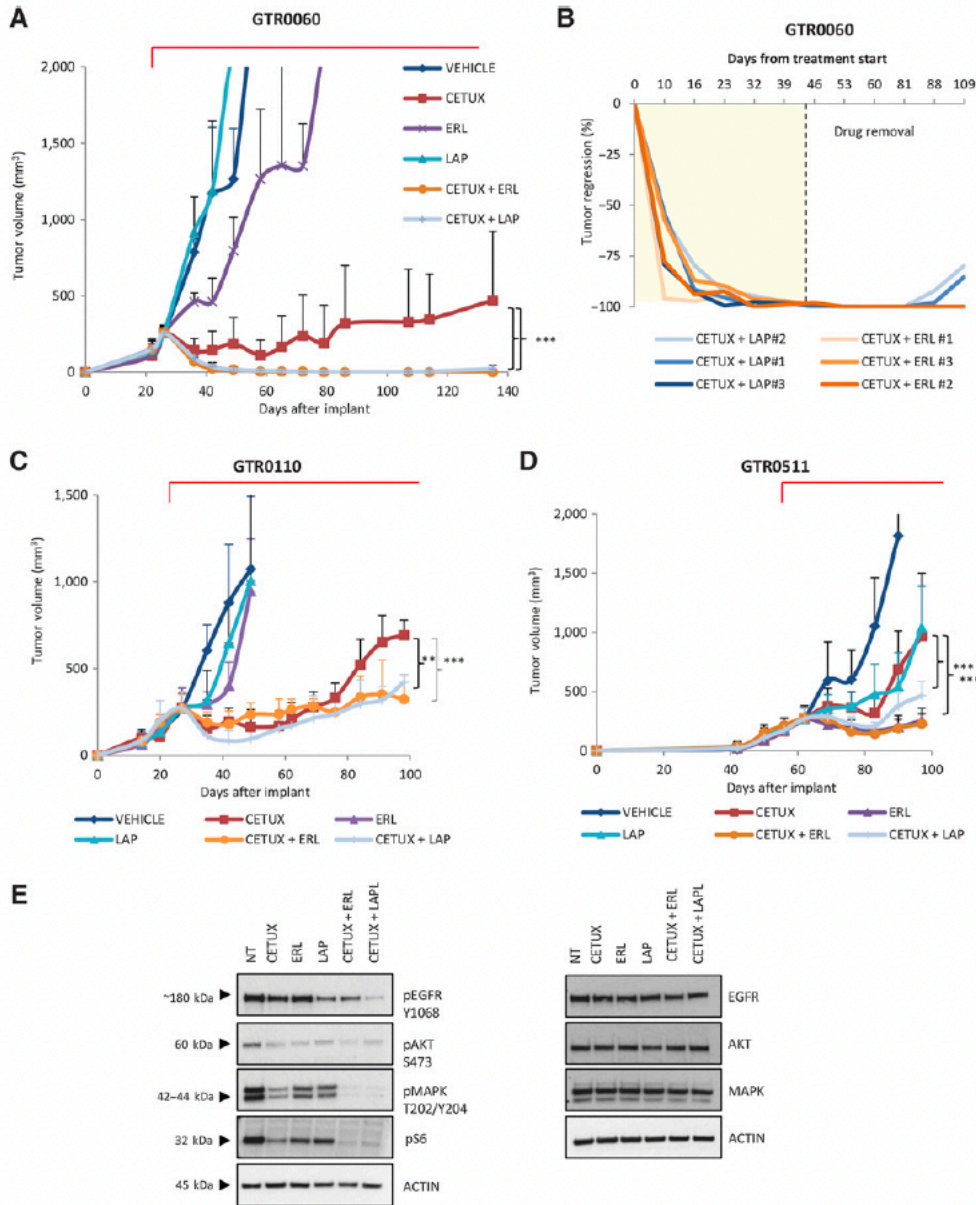 A
GTR0060
2,000
1,500
1,000
500
0
Tumor volume (mm³)
0 20 40 60 80 100 120 140
Days after implant
VEHICLE
CETUX
ERL
LAP
CETUX + ERL
CETUX + LAP
***
B
GTR0060
Days from treatment start
0 10 16 23 32 39 46 53 60 81 88 109
0
−25
−50
−75
−100
Tumor regression (%)
Drug removal
CETUX + LAP#2 CETUX + ERL #1
CETUX + LAP#1 CETUX + ERL #3
CETUX + LAP#3 CETUX + ERL #2
C
GTR0110
1,500
1,000
500
0
Tumor volume (mm³)
0 20 40 60 80 100
Days after implant
** ***
VEHICLE CETUX ERL
LAP CETUX + ERL CETUX + LAP
D
GTR0511
2,000
1,500
1,000
500
0
Tumor volume (mm³)
0 20 40 60 80 100
Days after implant
VEHICLE CETUX ERL
LAP CETUX + ERL CETUX + LAP
E
NT CETUX ERL LAP CETUX + ERL CETUX + LAPL
~180 kDa pEGFR
Y1068
60 kDa pAKT
S473
42–44 kDa pMAPK
T202/Y204
32 kDa pS6
45 kDa ACTIN
NT CETUX ERL LAP CETUX + ERL CETUX + LAPL
EGFR
AKT
MAPK
ACTIN